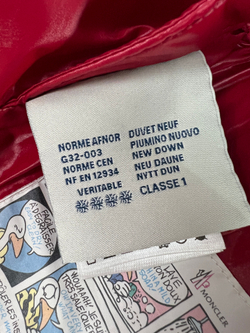 NORME AFNOR
G32-003
NORME CEN
NF EN 12934
VERITABLE
DUVET NEUF
PIUMINO NUOVO
NEW DOWN
NEU DAUNE
NYTT DUN
CLASSE 1
MONCLER